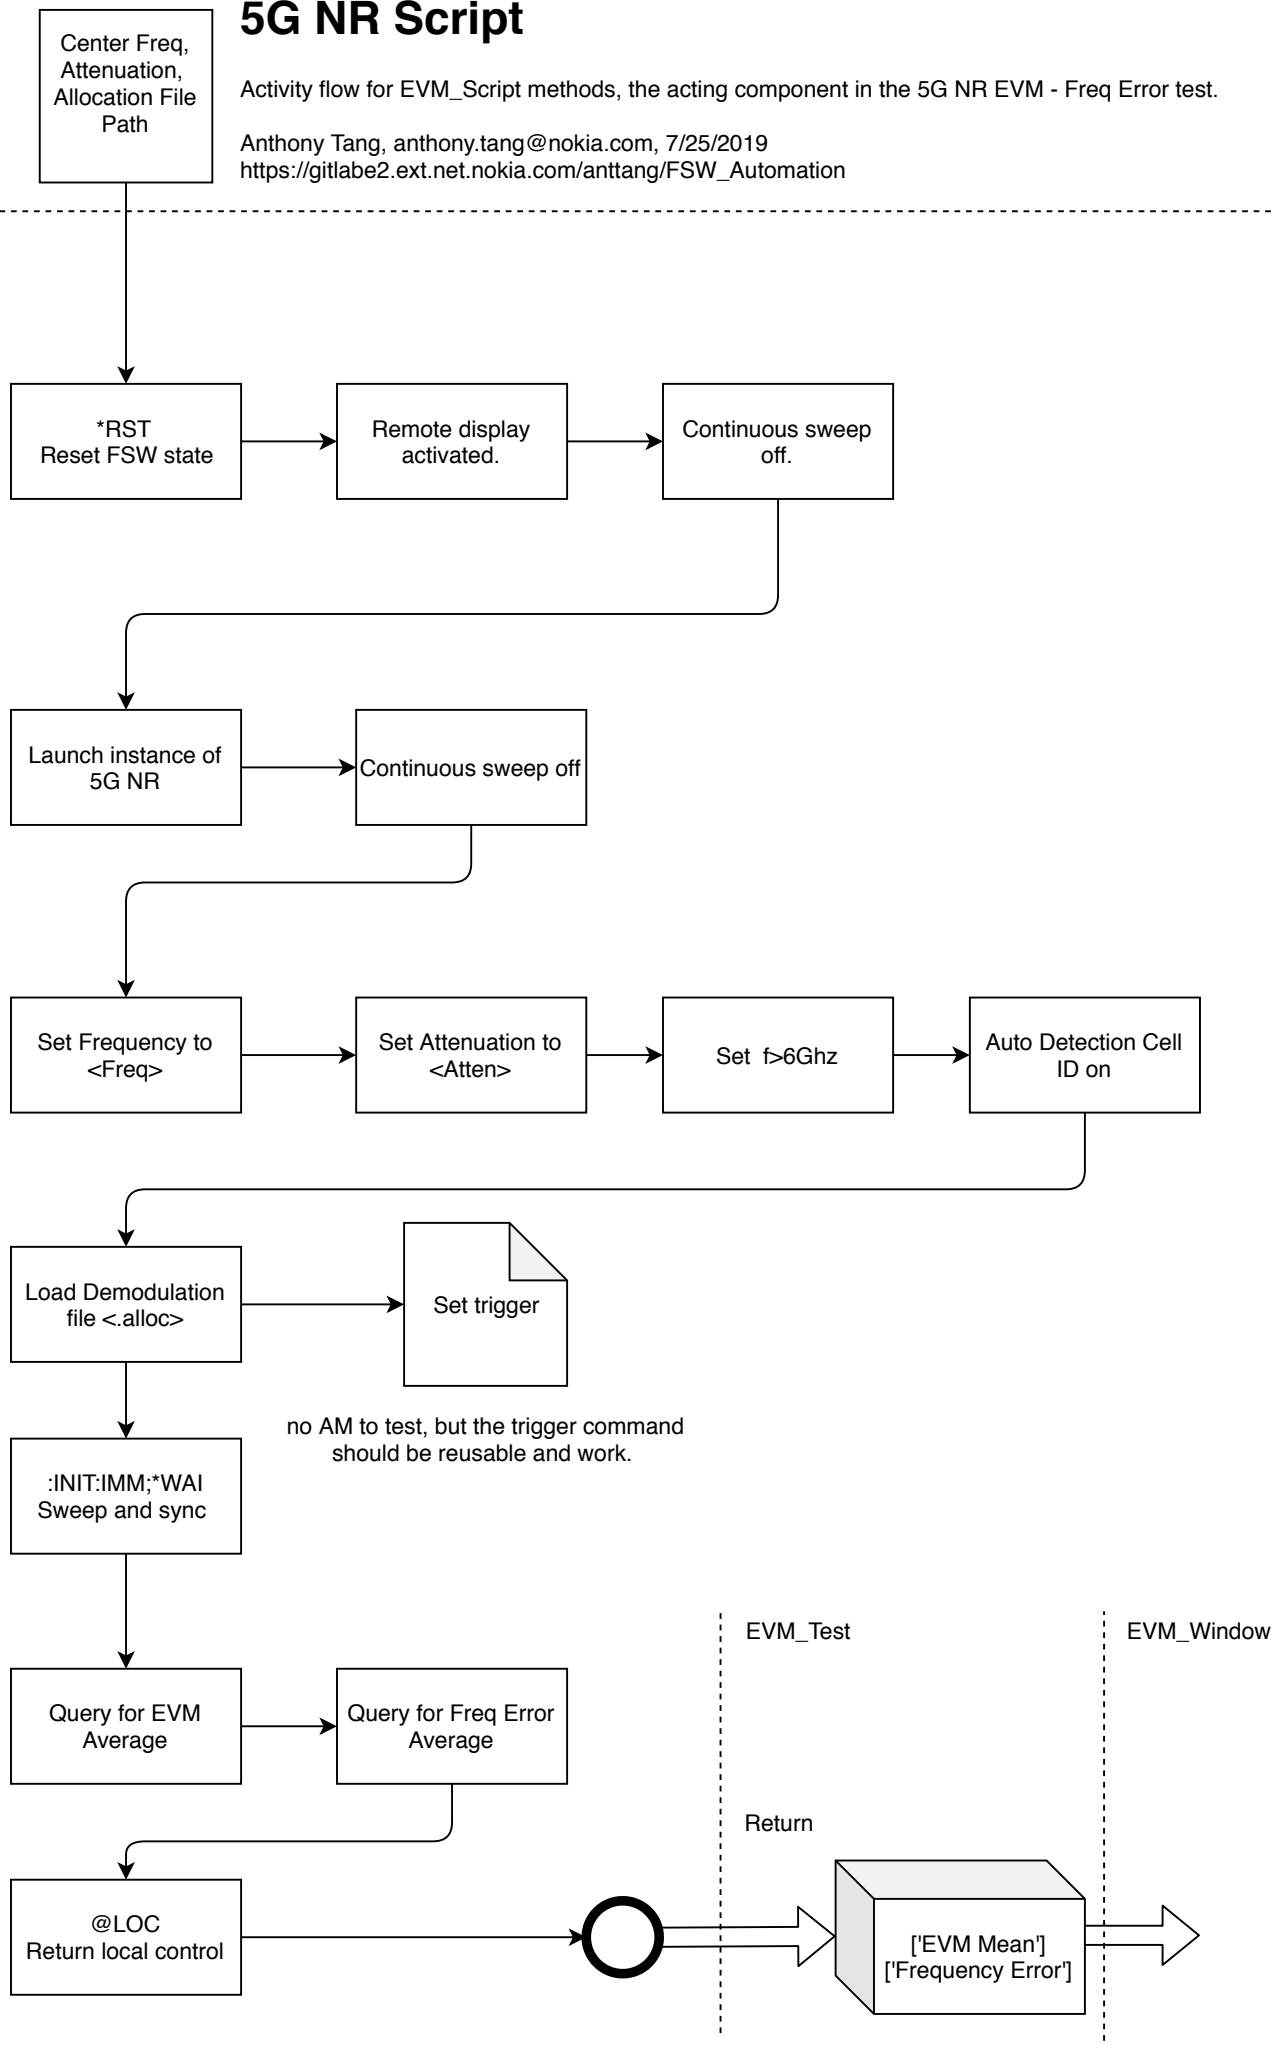 5G NR Script
Center Freq,
Attenuation,
Allocation File
Path
Activity flow for EVM_Script methods, the acting component in the 5G NR EVM - Freq Error test.
Anthony Tang, anthony.tang@nokia.com, 7/25/2019
https://gitlabe2.ext.net.nokia.com/anttang/FSW_Automation
*RST
Reset FSW state
Remote display
activated.
Continuous sweep
off.
Launch instance of
5G NR
Continuous sweep off
Set Frequency to
<Freq>
Set Attenuation to
<Atten>
Set  f>6Ghz
Auto Detection Cell
ID on
Load Demodulation
file <.alloc>
Set trigger
no AM to test, but the trigger command
should be reusable and work.
:INIT:IMM;*WAI
Sweep and sync
EVM_Test
EVM_Window
Query for EVM
Average
Query for Freq Error
Average
Return
@LOC
Return local control
['EVM Mean']
['Frequency Error']